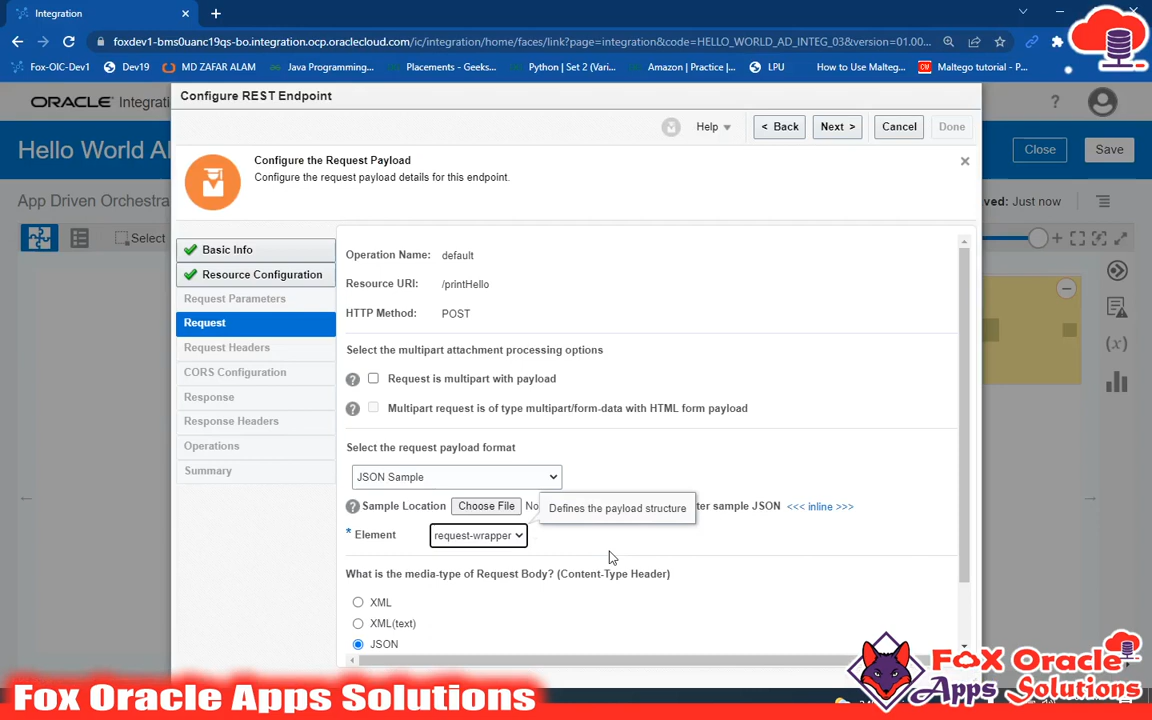 Integration
foxdev1-bms0uanc19qs-bo.integration.ocp.oraclecloud.com/ic/integration/home/faces/link?page=integration&code=HELLO_WORLD_AD_INTEG_03&version=01.00...
Fox-OIC-Dev1
Dev19
MD ZAFAR ALAM
Java Programming...
Placements - Geeks...
Python | Set 2 (Vari...
Amazon | Practice |...
LPU
How to Use Malteg...
Maltego tutorial - P...
ORACLE Integrati
Configure REST Endpoint
Help
< Back
Next >
Cancel
Done
Hello World A
Close
Save
Configure the Request Payload
Configure the request payload details for this endpoint.
App Driven Orchestra
ved: Just now
Select
Basic Info
Resource Configuration
Request Parameters
Request
Request Headers
CORS Configuration
Response
Response Headers
Operations
Summary
Operation Name: default
Resource URI: /printHello
HTTP Method: POST
Select the multipart attachment processing options
Request is multipart with payload
Multipart request is of type multipart/form-data with HTML form payload
Select the request payload format
JSON Sample
Sample Location Choose File No
Defines the payload structure
ter sample JSON <<< inline >>>
* Element request-wrapper
What is the media-type of Request Body? (Content-Type Header)
XML
XML(text)
JSON
(x)
Fox Oracle Apps Solutions
FOX Oracle
Apps Solutions